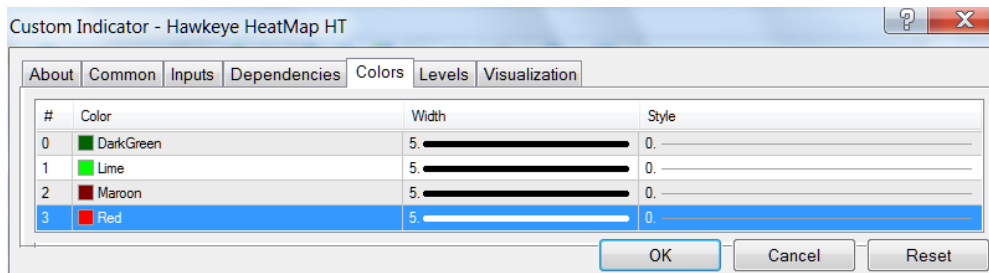 Custom Indicator - Hawkeye HeatMap HT
? X
About Common Inputs Dependencies Colors Levels Visualization
# Color Width Style
0 DarkGreen 5. 0.
1 Lime 5. 0.
2 Maroon 5. 0.
3 Red 5. 0.
OK Cancel Reset